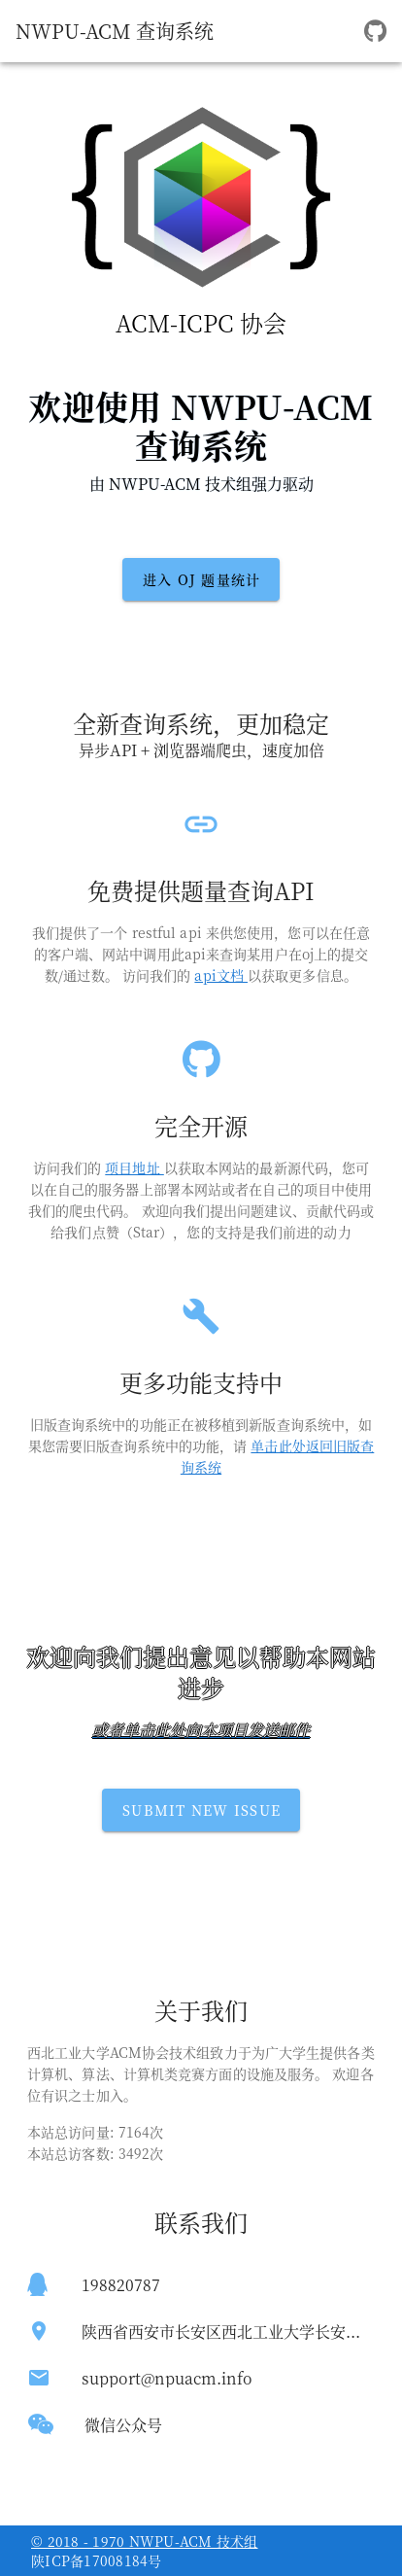 NWPU-ACM 查询系统
ACM-ICPC 协会
欢迎使用 NWPU-ACM
查询系统
由 NWPU-ACM 技术组强力驱动
进入 OJ 题量统计
全新查询系统，更加稳定
异步API + 浏览器端爬虫，速度加倍
免费提供题量查询API
我们提供了一个 restful api 来供您使用，您可以在任意
的客户端、网站中调用此api来查询某用户在oj上的提交
数/通过数。 访问我们的 api文档 以获取更多信息。
完全开源
访问我们的 项目地址 以获取本网站的最新源代码，您可
以在自己的服务器上部署本网站或者在自己的项目中使用
我们的爬虫代码。 欢迎向我们提出问题建议、贡献代码或
给我们点赞（Star），您的支持是我们前进的动力
更多功能支持中
旧版查询系统中的功能正在被移植到新版查询系统中，如
果您需要旧版查询系统中的功能，请 单击此处返回旧版查
询系统
欢迎向我们提出意见以帮助本网站
进步
或者单击此处向本项目发送邮件
SUBMIT NEW ISSUE
关于我们
西北工业大学ACM协会技术组致力于为广大学生提供各类
计算机、算法、计算机类竞赛方面的设施及服务。 欢迎各
位有识之士加入。
本站总访问量: 7164次
本站总访客数: 3492次
联系我们
198820787
陕西省西安市长安区西北工业大学长安...
support@npuacm.info
微信公众号
© 2018 - 1970 NWPU-ACM 技术组
陕ICP备17008184号